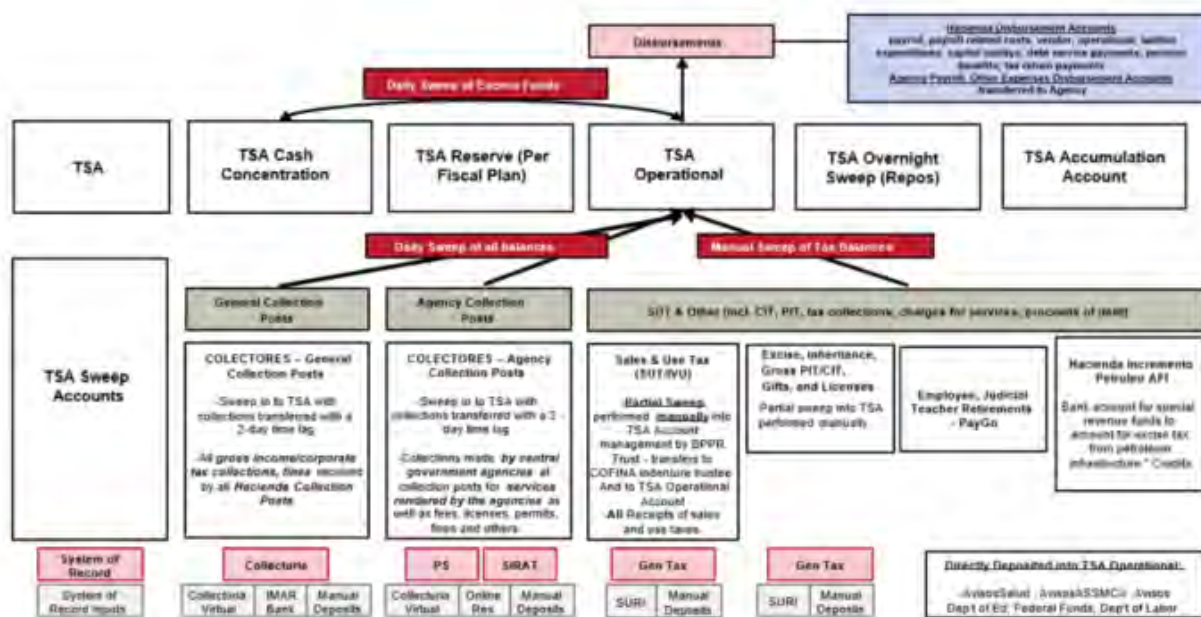 Disbursements
Hacienda Disbursement Accounts
payroll, payroll related costs, vendor, operational,
expenditures, capital outlays, debt service payments, pension
benefits, tax return payments
Agency Payroll, Other Expenses Disbursement Accounts
transferred to Agency
Daily Sweep of Excess Funds
TSA
TSA Cash
Concentration
TSA Reserve (Per
Fiscal Plan)
TSA
Operational
TSA Overnight
Sweep (Repos)
TSA Accumulation
Account
Daily Sweep of all balances
Manual Sweep of Tax Balances
TSA Sweep
Accounts
General Collection
Posts
Agency Collection
Posts
SUT & Other (incl. CIT, PIT, tax collections, charges for services, proceeds of debt)
COLECTORES – General
Collection Posts
-Sweep in to TSA with
collections transferred with a
2-day time lag
-All gross income/corporate
tax collections, fines received
by all Hacienda Collection
Posts
COLECTORES – Agency
Collection Posts
-Sweep in to TSA with
collections transferred with a 2-
day time lag
-Collections made by central
government agencies at
collection posts for services
rendered by the agencies as
well as fees, licenses, permits,
fines and others.
Sales & Use Tax
(SUT/IVU)
-Partial Sweep
performed manually into
TSA Account
management by BPPR
Trust - transfers to
COFINA indenture trustee
And to TSA Operational
Account
-All Receipts of sales
and use taxes
Excise, Inheritance,
Gross PIT/CIT,
Gifts, and Licenses
Partial sweep into TSA
performed manually
Employee, Judicial
Teacher Retirements
- PayGo
Hacienda Incremento
Petroleo API
Bank account for special
revenue funds to
account for excise tax
from petroleum
infrastructure * Credits
System of
Record
Collecturia
PS
SIRAT
Gen Tax
Gen Tax
System of
Record Inputs
Collecturia
Virtual
IMAR
Bank
Manual
Deposits
Collecturia
Virtual
Online
Res
Manual
Deposits
SURI
Manual
Deposits
SURI
Manual
Deposits
Directly Deposited into TSA Operational:
-AvisosSalud
Dept of Ed, Federal Funds, Dept of Labor